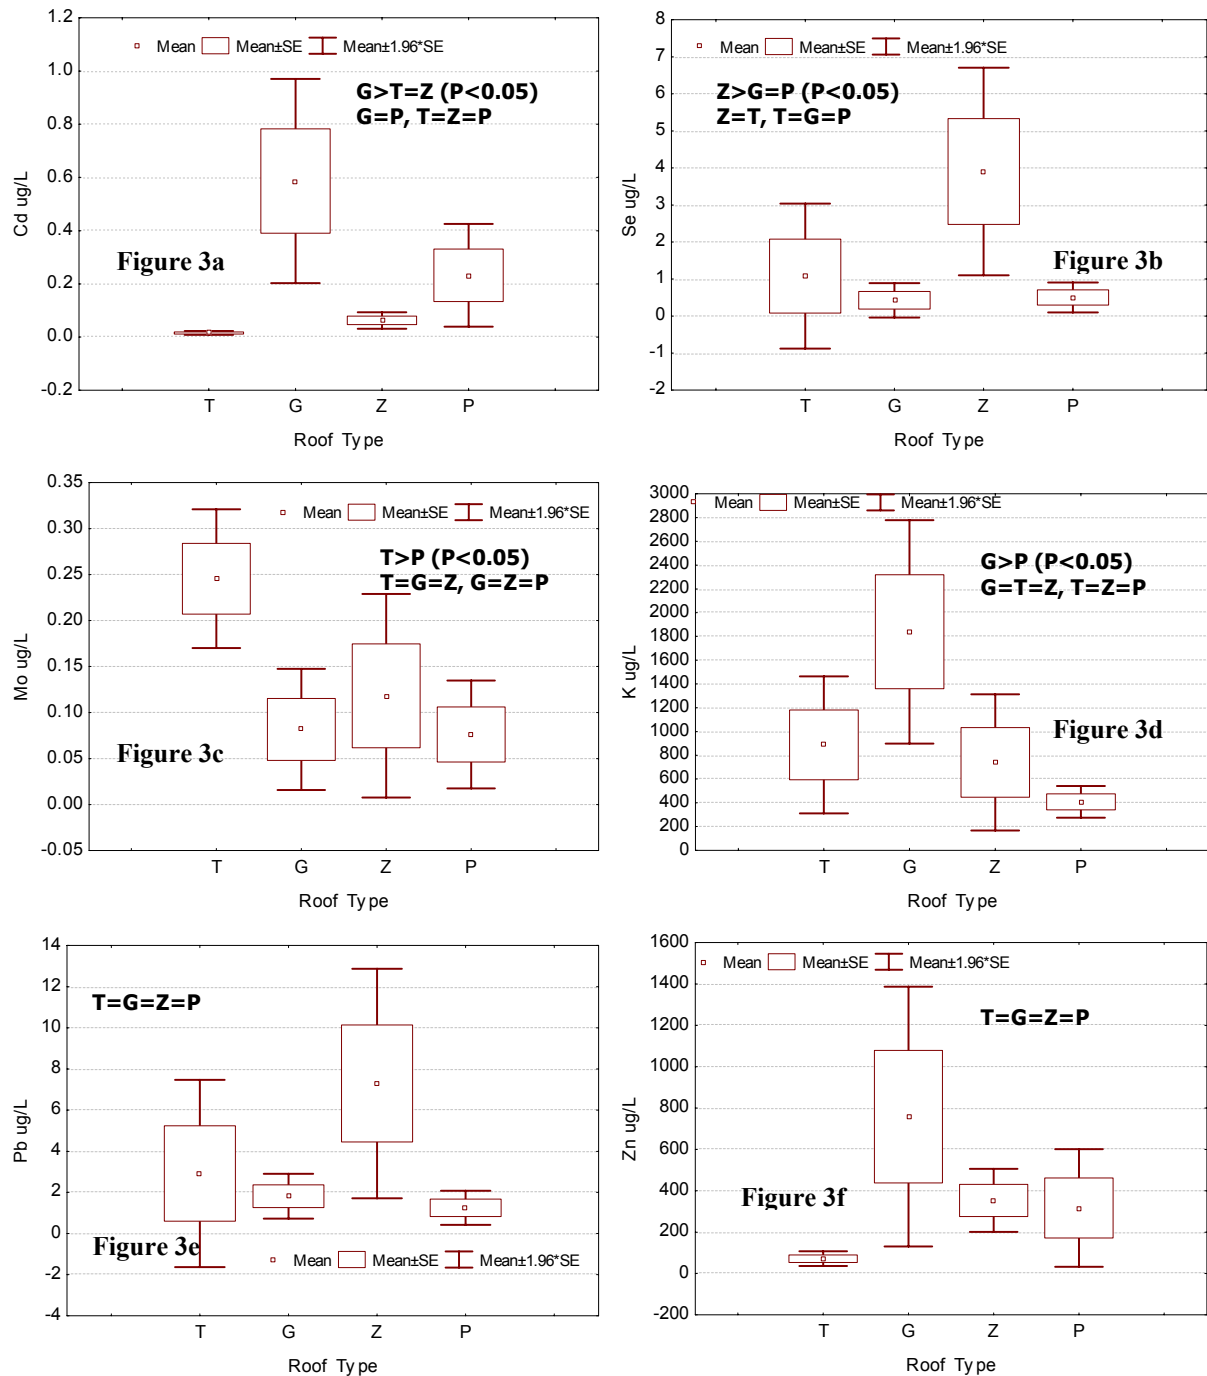 1.2
1.0
0.8
0.6
0.4
0.2
0.0
-0.2
Cd ug/L
Mean Mean±SE Mean±1.96*SE
G>T=Z (P<0.05)
G=P, T=Z=P
Figure 3a
T G Z P
Roof Type
8
7
6
5
4
3
2
1
0
-1
-2
Se ug/L
Mean Mean±SE Mean±1.96*SE
Z>G=P (P<0.05)
Z=T, T=G=P
Figure 3b
T G Z P
Roof Type
0.35
0.30
0.25
0.20
0.15
0.10
0.05
0.00
-0.05
Mo ug/L
Mean Mean±SE Mean±1.96*SE
T>P (P<0.05)
T=G=Z, G=Z=P
Figure 3c
T G Z P
Roof Type
3000
2800
2600
2400
2200
2000
1800
1600
1400
1200
1000
800
600
400
200
0
K ug/L
Mean Mean±SE Mean±1.96*SE
G>P (P<0.05)
G=T=Z, T=Z=P
Figure 3d
T G Z P
Roof Type
14
12
10
8
6
4
2
0
-2
-4
Pb ug/L
T=G=Z=P
Figure 3e
Mean Mean±SE Mean±1.96*SE
T G Z P
Roof Type
1600
1400
1200
1000
800
600
400
200
0
-200
Zn ug/L
Mean Mean±SE Mean±1.96*SE
T=G=Z=P
Figure 3f
T G Z P
Roof Type